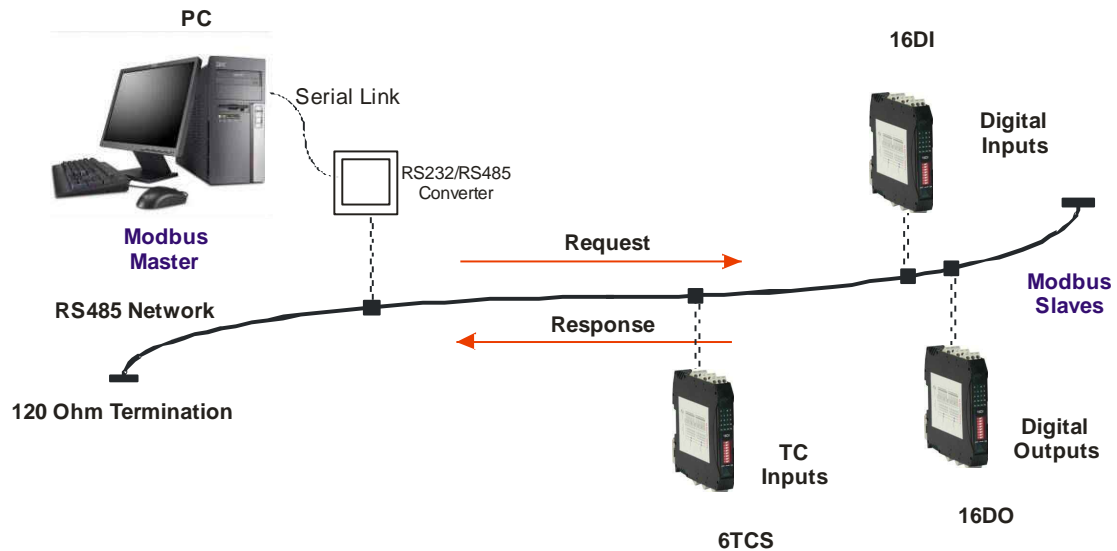 PC
16DI
Serial Link
Digital
Inputs
RS232/RS485
Converter
Modbus
Master
Request
Modbus
Slaves
RS485 Network
Response
120 Ohm Termination
TC
Inputs
Digital
Outputs
16DO
6TCS